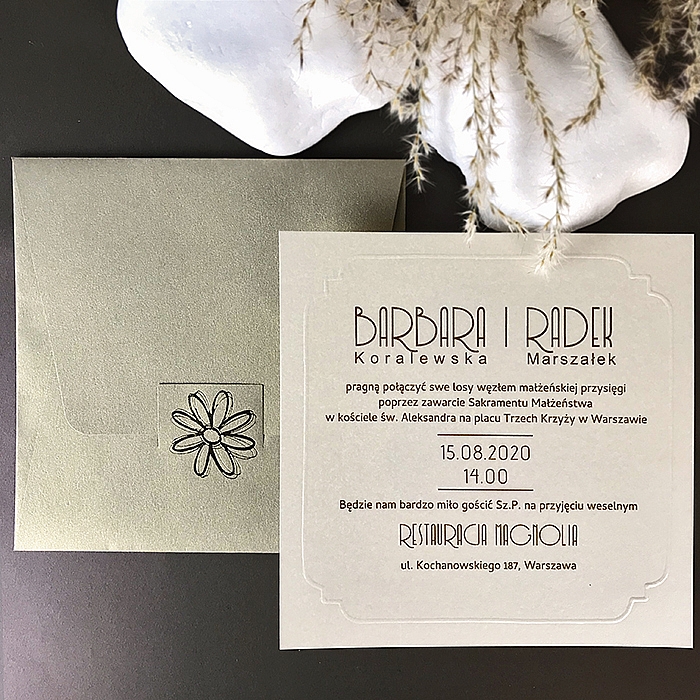 BARBARA I RADEK
Koralewska Marszałek
pragną połączyć swe losy węzłem małżeńskiej przysięgi
poprzez zawarcie Sakramentu Małżeństwa
w kościele św. Aleksandra na placu Trzech Krzyży w Warszawie
15.08.2020
14.00
Będzie nam bardzo miło gościć Sz.P. na przyjęciu weselnym
RESTAURACJA MAGNOLIA
ul. Kochanowskiego 187, Warszawa